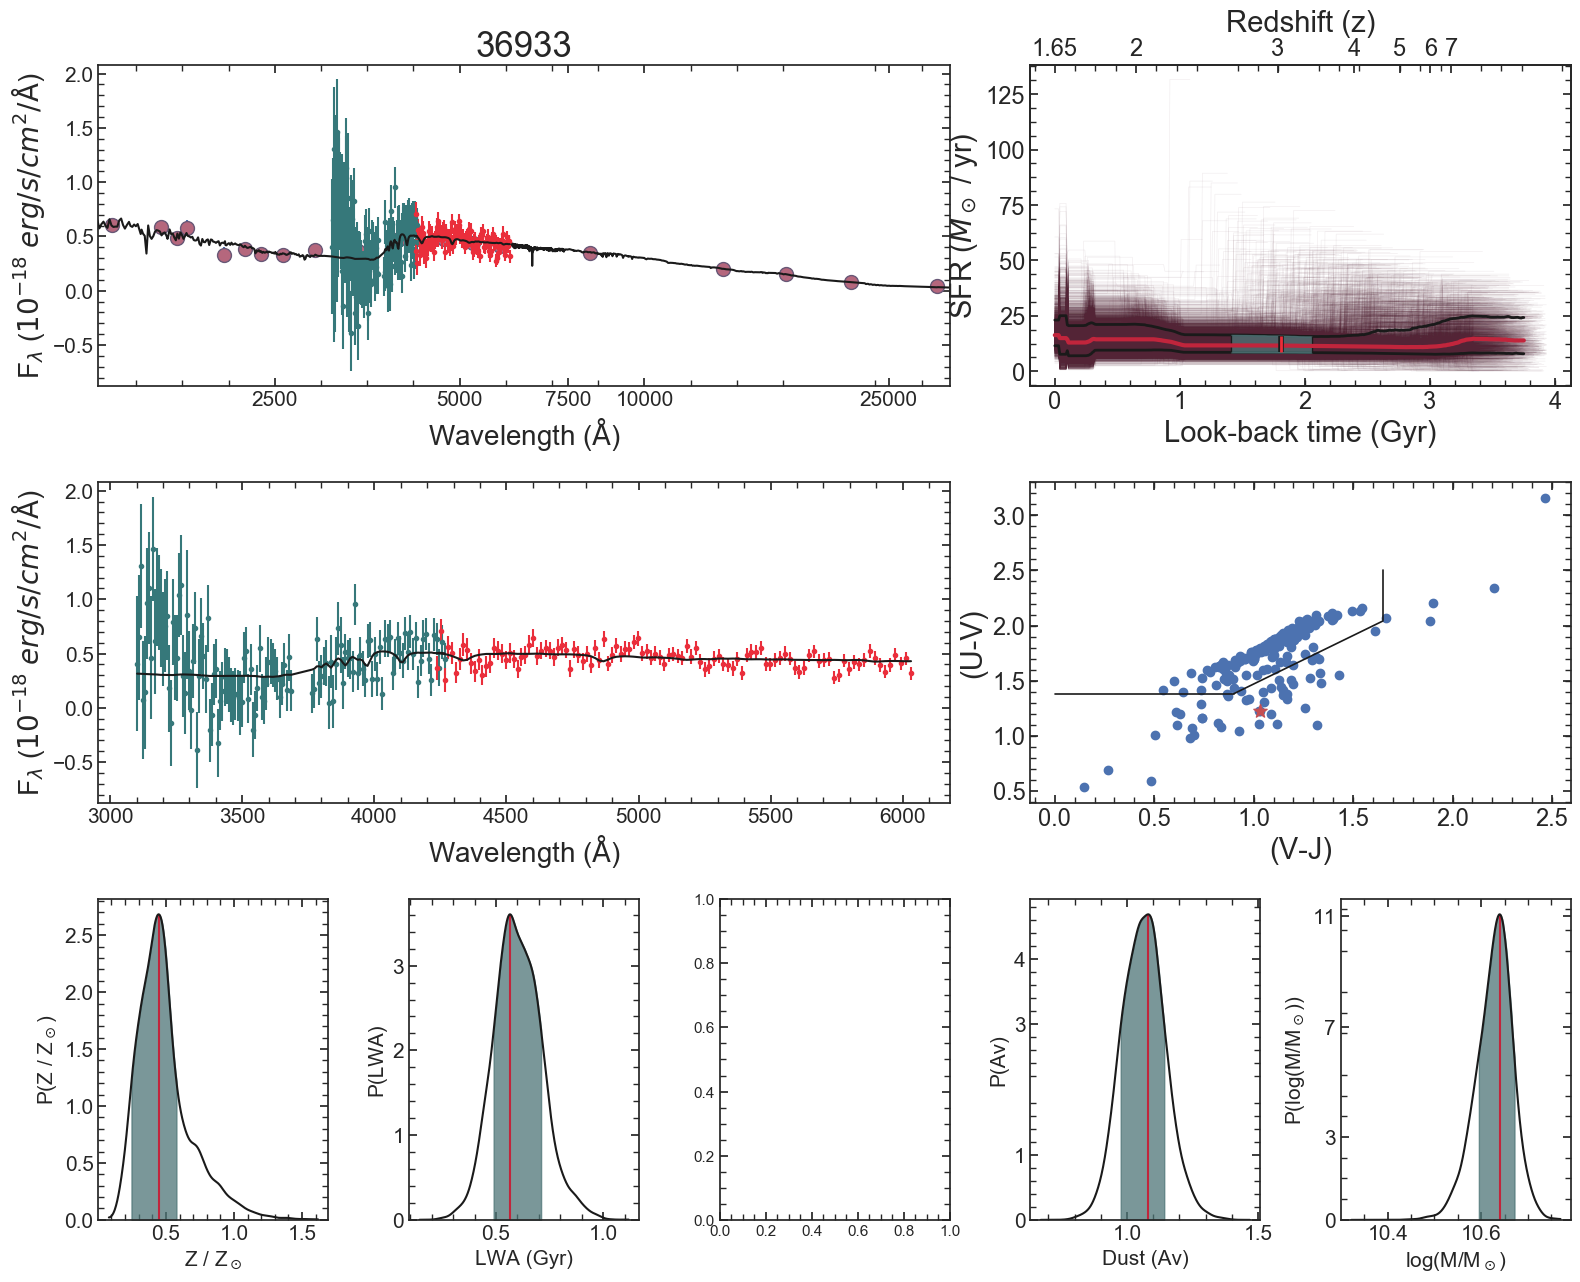 36933
2.0
1.5
1.0
0.5
0.0
−0.5
F_λ (10^−18 erg/s/cm^2/Å)
2500 5000 7500 10000 25000
Wavelength (Å)
Redshift (z)
1.65 2 3 4 5 6 7
125
100
75
50
25
0
SFR (M_⊙ / yr)
0 1 2 3 4
Look-back time (Gyr)
2.0
1.5
1.0
0.5
0.0
−0.5
F_λ (10^−18 erg/s/cm^2/Å)
3000 3500 4000 4500 5000 5500 6000
Wavelength (Å)
3.0
2.5
2.0
1.5
1.0
0.5
(U-V)
0.0 0.5 1.0 1.5 2.0 2.5
(V-J)
2.5
2.0
1.5
1.0
0.5
0.0
P(Z / Z_⊙)
0.5 1.0 1.5
Z / Z_⊙
3
2
1
0
P(LWA)
0.5 1.0
LWA (Gyr)
1.0
0.8
0.6
0.4
0.2
0.0
0.0 0.2 0.4 0.6 0.8 1.0
4
3
1
0
P(Av)
1.0 1.5
Dust (Av)
11
7
3
0
P(log(M/M_⊙))
10.4 10.6
log(M/M_⊙)